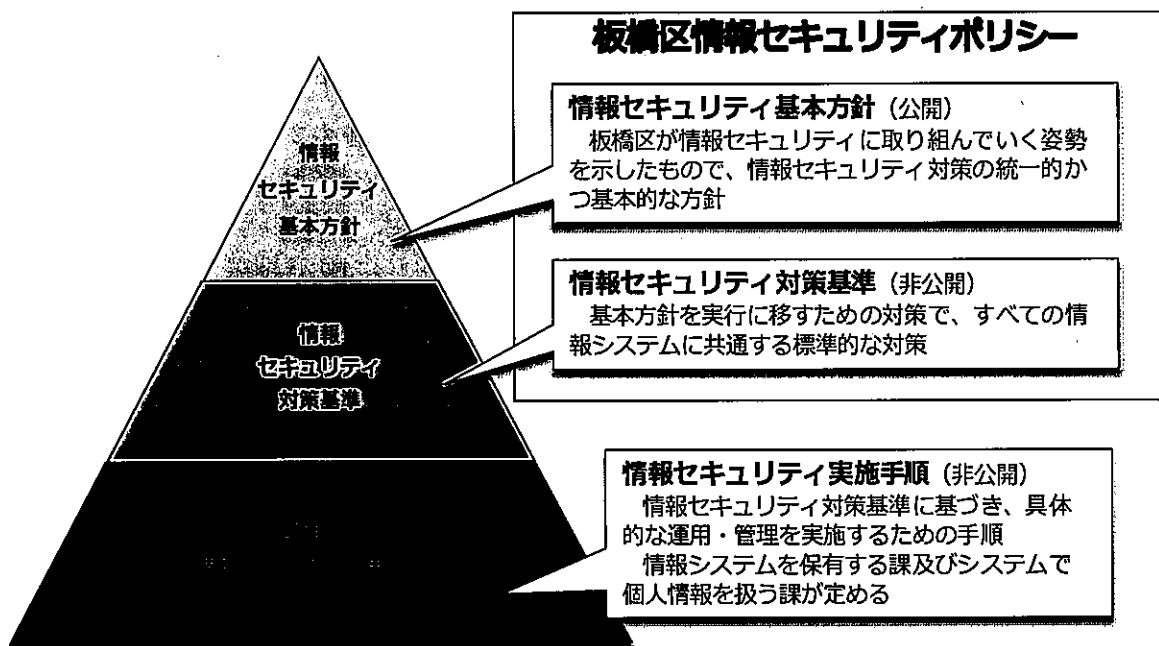 板橋区情報セキュリティポリシー
情報セキュリティ基本方針（公開）
板橋区が情報セキュリティに取り組んでいく姿勢
を示したもので、情報セキュリティ対策の統一的か
つ基本的な方針
情報
セキュリティ
基本方針
情報セキュリティ対策基準（非公開）
基本方針を実行に移すための対策で、すべての情
報システムに共通する標準的な対策
情報
セキュリティ
対策基準
情報セキュリティ実施手順（非公開）
情報セキュリティ対策基準に基づき、具体
的な運用・管理を実施するための手順
情報システムを保有する課及びシステムで
個人情報を扱う課が定める